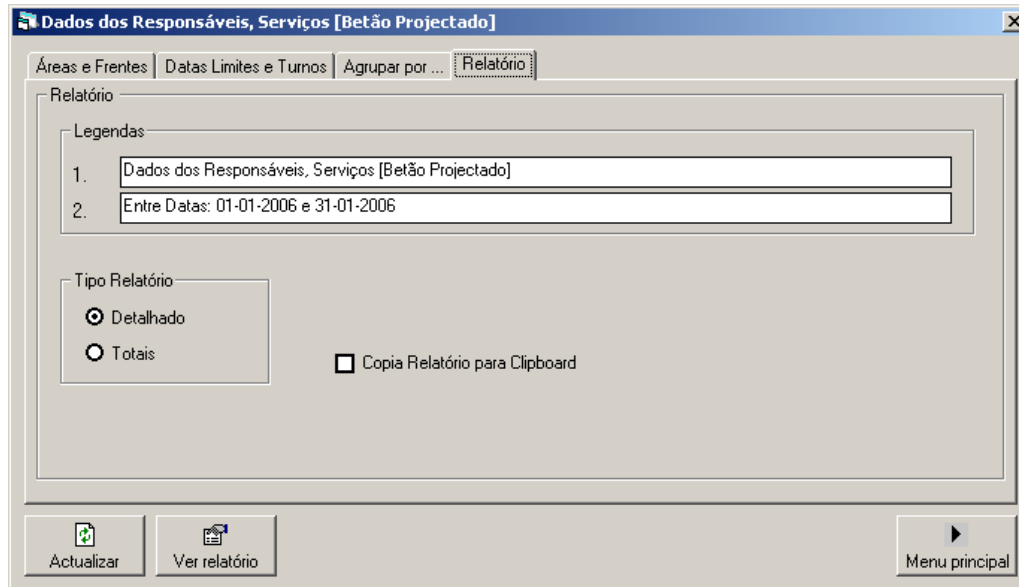 Dados dos Responsáveis, Serviços [Betão Projectado]
Áreas e Frentes Datas Limites e Turnos Agrupar por ... Relatório
Relatório
Legendas
1. Dados dos Responsáveis, Serviços [Betão Projectado]
2. Entre Datas: 01-01-2006 e 31-01-2006
Tipo Relatório
Detalhado
Totais
Copia Relatório para Clipboard
Actualizar Ver relatório Menu principal